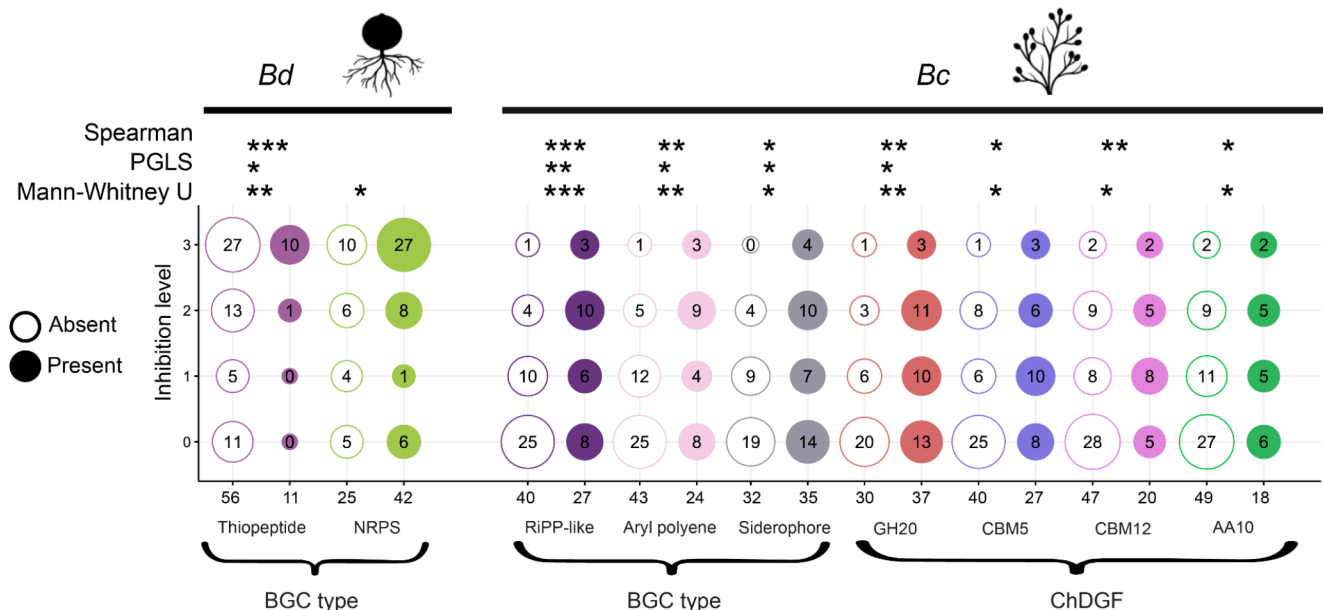 Bd Bc
Spearman *** *** ** * ** * ** *
PGLS * ** * * *
Mann-Whitney U ** * *** ** * ** * * *
3 27 10 10 27 1 3 1 3 0 4 1 3 1 3 2 2 2 2
2 13 1 6 8 4 10 5 9 4 10 3 11 8 6 9 5 9 5
1 5 0 4 1 10 6 12 4 9 7 6 10 6 10 8 8 11 5
0 11 0 5 6 25 8 25 8 19 14 20 13 25 8 28 5 27 6
Inhibition level
Absent
Present
56 11 25 42 40 27 43 24 32 35 30 37 40 27 47 20 49 18
Thiopeptide NRPS RiPP-like Aryl polyene Siderophore GH20 CBM5 CBM12 AA10
BGC type BGC type ChDGF